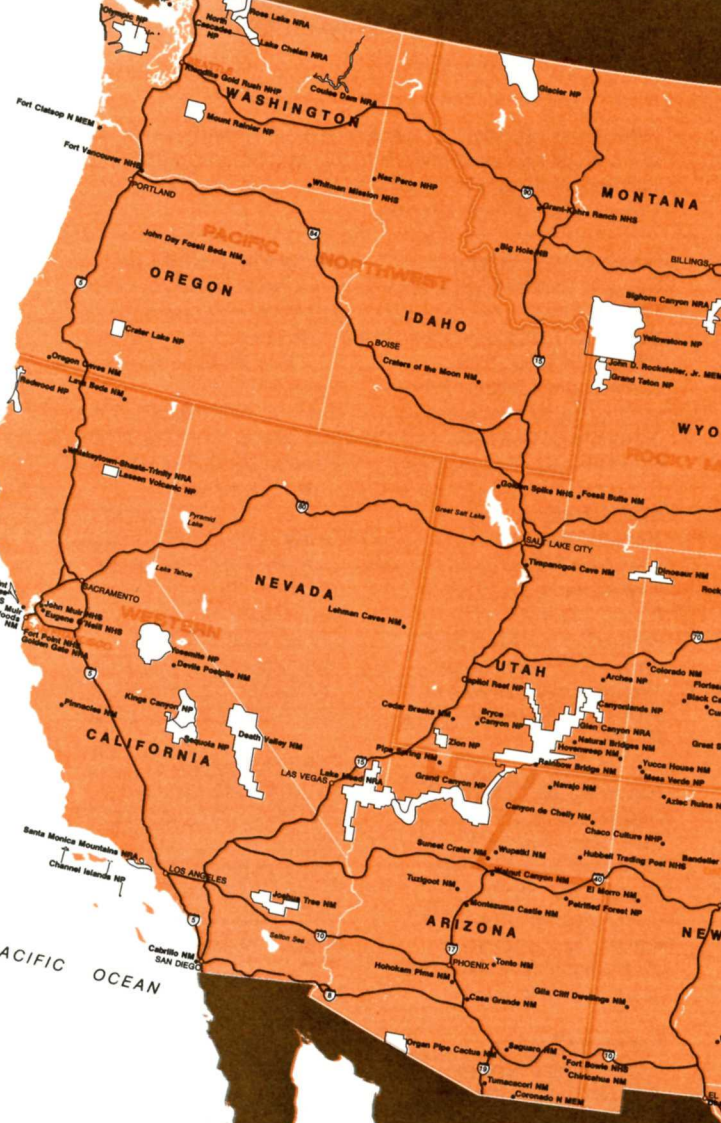 Olympic NP
North
Cascades
NP
Ross Lake NRA
Lake Chelan NRA
Klondike Gold Rush NHP
Coulee Dam NRA
Glacier NP
WASHINGTON
Mount Rainier NP
Fort Clatsop N MEM
Fort Vancouver NHS
PORTLAND
Whitman Mission NHS
Nez Perce NHP
90
Grant-Kohrs Ranch NHS
MONTANA
84
PACIFIC
NORTHWEST
John Day Fossil Beds NM
Big Hole NB
BILLINGS
5
OREGON
Bighorn Canyon NRA
IDAHO
Crater Lake NP
Yellowstone NP
BOISE
Craters of the Moon NM
15
John D. Rockefeller, Jr. MEM
Grand Teton NP
Oregon Caves NM
Redwood NP
Lava Beds NM
WYO
ROCKY M
Whiskeytown-Shasta-Trinity NRA
Lassen Volcanic NP
Golden Spike NHS
Fossil Butte NM
80
Great Salt Lake
Pyramid
Lake
SALT LAKE CITY
Timpanogos Cave NM
Dinosaur NM
Lake Tahoe
NEVADA
SACRAMENTO
Lehman Caves NM
John Muir NHS
Eugene O'Neill NHS
Muir
Woods
NM
Fort Point NHS
Golden Gate NRA
WESTERN
70
Yosemite NP
Devils Postpile NM
5
UTAH
Colorado NM
Arches NP
Capitol Reef NP
Canyonlands NP
Black C
Pinnacles NM
Kings Canyon NP
Cedar Breaks NM
Bryce
Canyon NP
Glen Canyon NRA
Natural Bridges NM
Hovenweep NM
Sequoia NP
Death Valley NM
Zion NP
CALIFORNIA
Pipe Spring NM
Rainbow Bridge NM
Yucca House NM
Mesa Verde NP
15
LAS VEGAS
Lake Mead NRA
Grand Canyon NP
Navajo NM
Aztec Ruins N
Canyon de Chelly NM
Chaco Culture NHP
Santa Monica Mountains NRA
Channel Islands NP
Sunset Crater NM
Wupatki NM
Hubbell Trading Post NHS
Bandelier
LOS ANGELES
Tuzigoot NM
Walnut Canyon NM
40
El Morro NM
Joshua Tree NM
Montezuma Castle NM
Petrified Forest NP
5
ARIZONA
NEW
Salton Sea
10
17
Cabrillo NM
SAN DIEGO
Hohokam Pima NM
PHOENIX
Tonto NM
ACIFIC OCEAN
8
Casa Grande NM
Gila Cliff Dwellings NM
Organ Pipe Cactus NM
Saguaro NM
10
Fort Bowie NHS
Chiricahua NM
19
Tumacacori NM
Coronado N MEM
EL